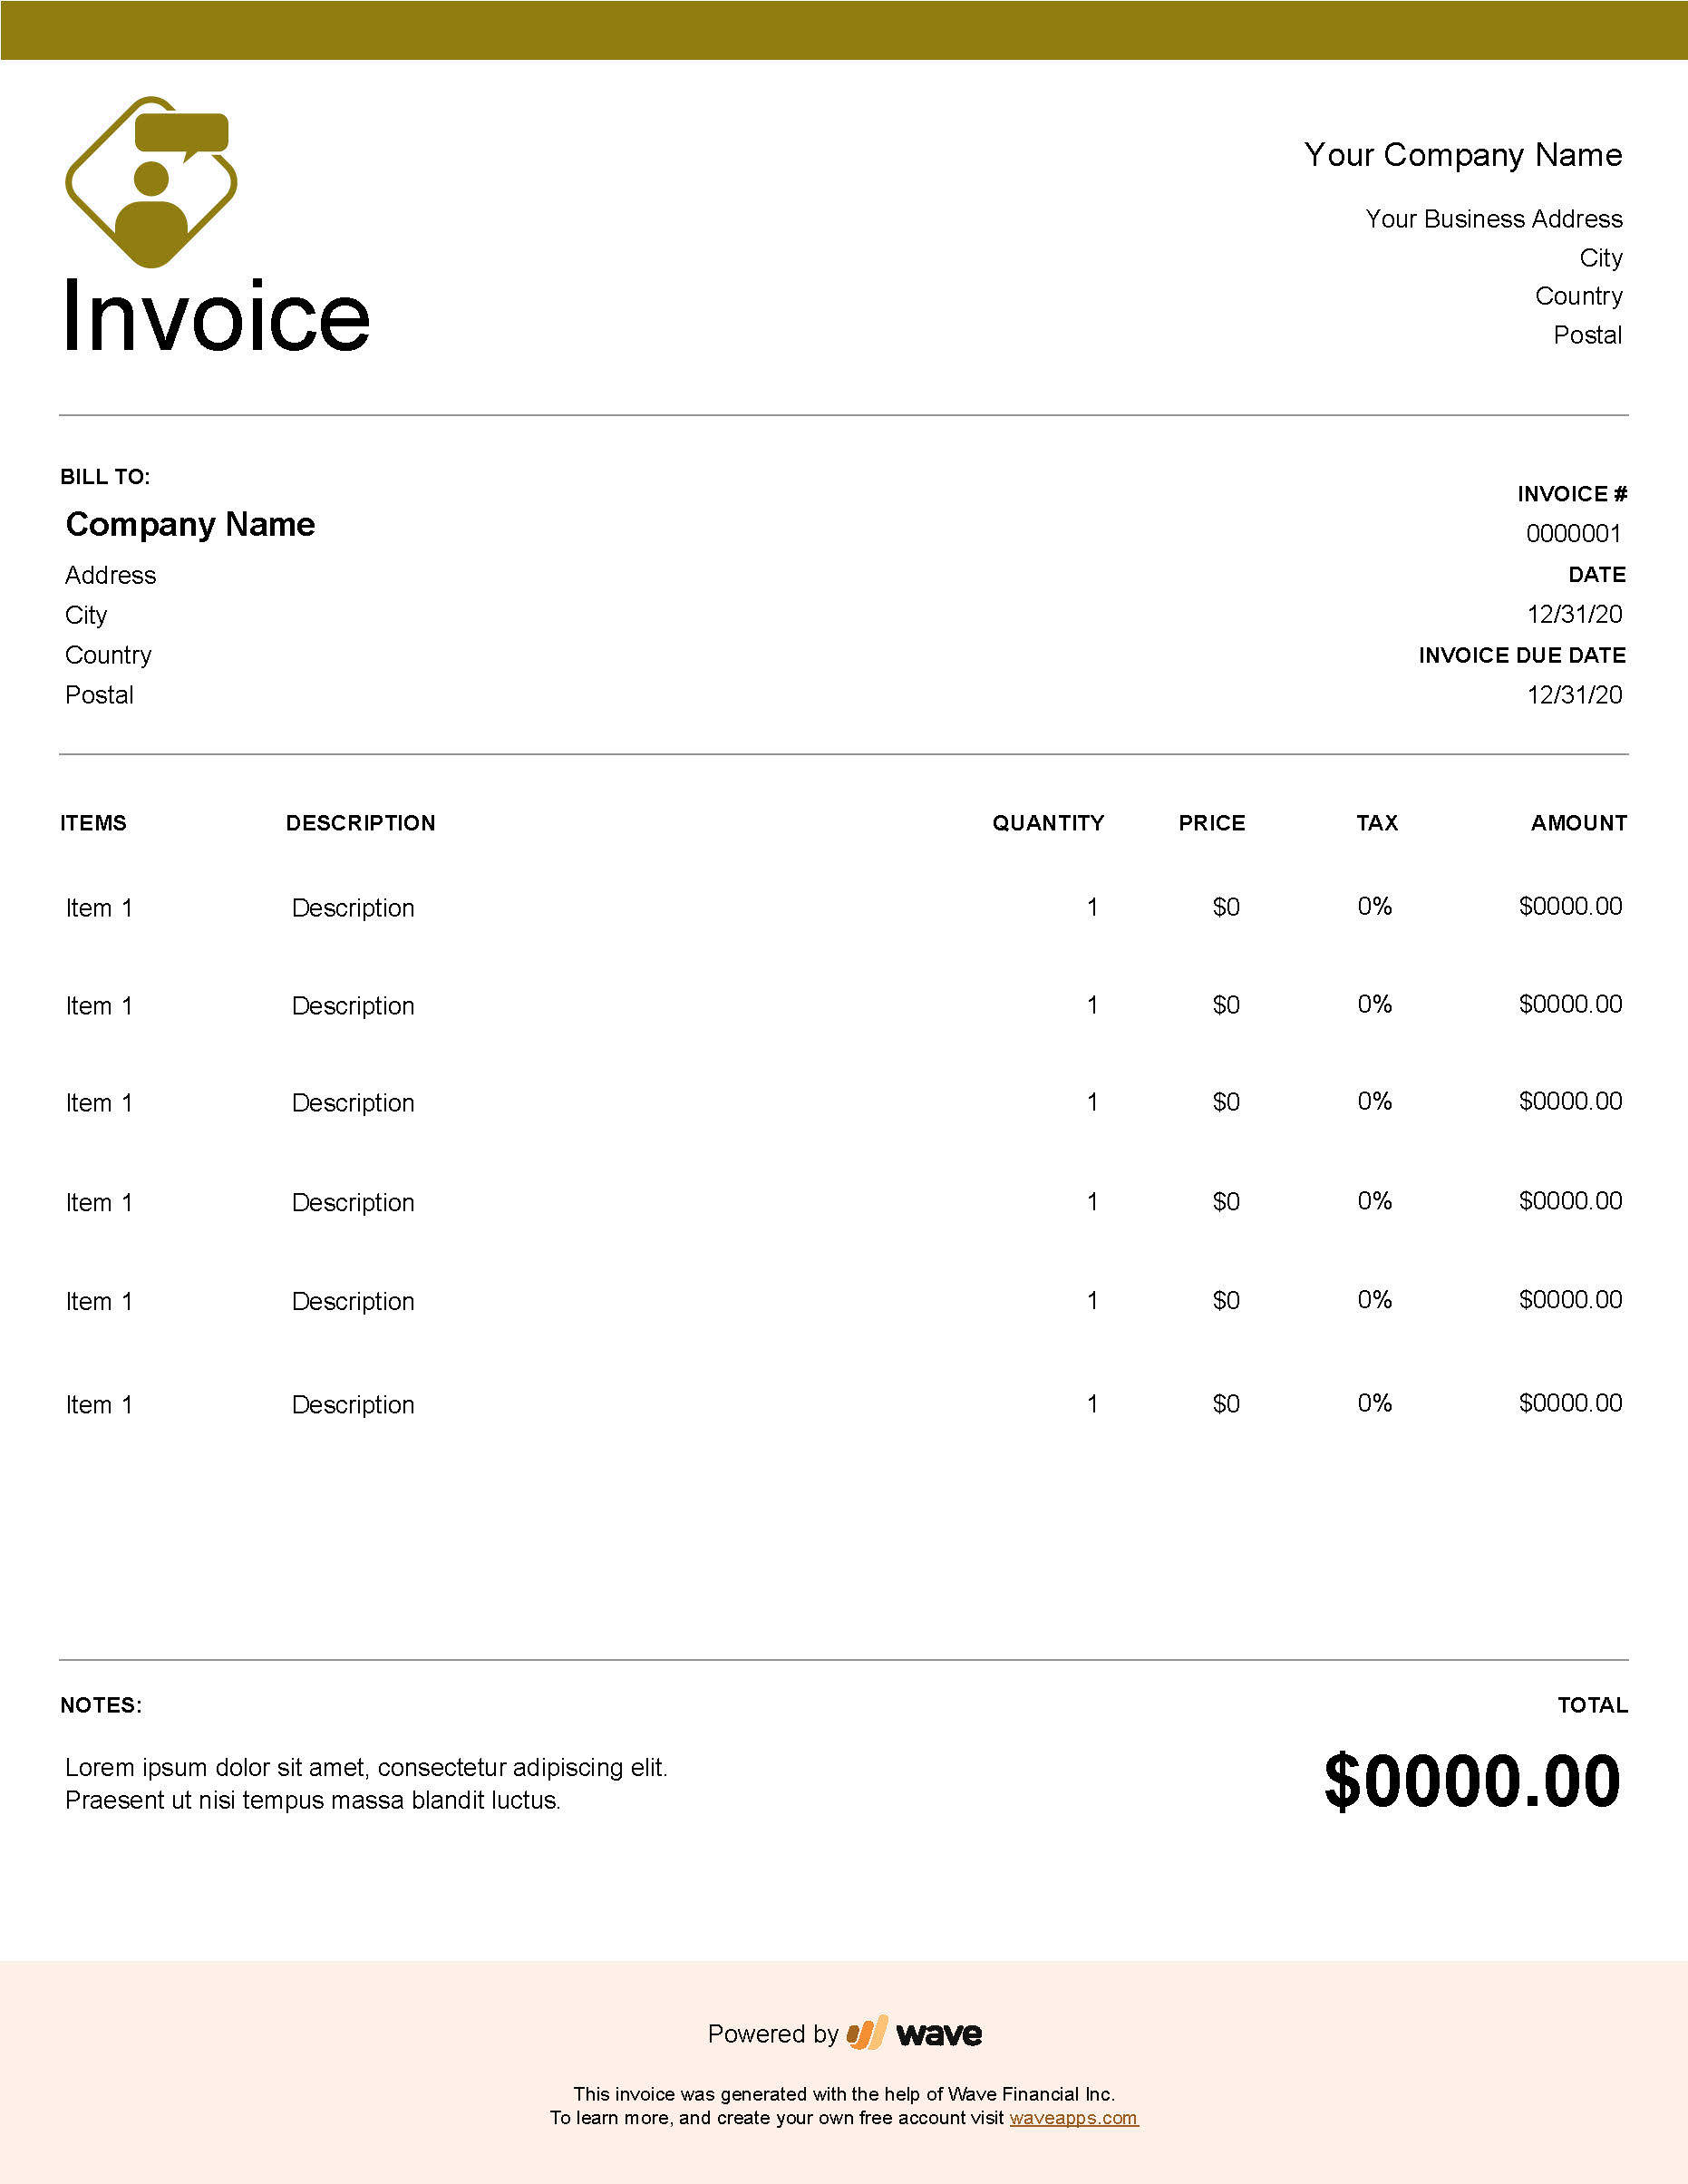 Your Company Name
Your Business Address
City
Country
Postal
Invoice
BILL TO:
Company Name
Address
City
Country
Postal
INVOICE #
0000001
DATE
12/31/20
INVOICE DUE DATE
12/31/20
ITEMS DESCRIPTION QUANTITY PRICE TAX AMOUNT
Item 1 Description 1 $0 0% $0000.00
Item 1 Description 1 $0 0% $0000.00
Item 1 Description 1 $0 0% $0000.00
Item 1 Description 1 $0 0% $0000.00
Item 1 Description 1 $0 0% $0000.00
Item 1 Description 1 $0 0% $0000.00
NOTES:
Lorem ipsum dolor sit amet, consectetur adipiscing elit.
Praesent ut nisi tempus massa blandit luctus.
TOTAL
$0000.00
Powered by wave
This invoice was generated with the help of Wave Financial Inc.
To learn more, and create your own free account visit waveapps.com